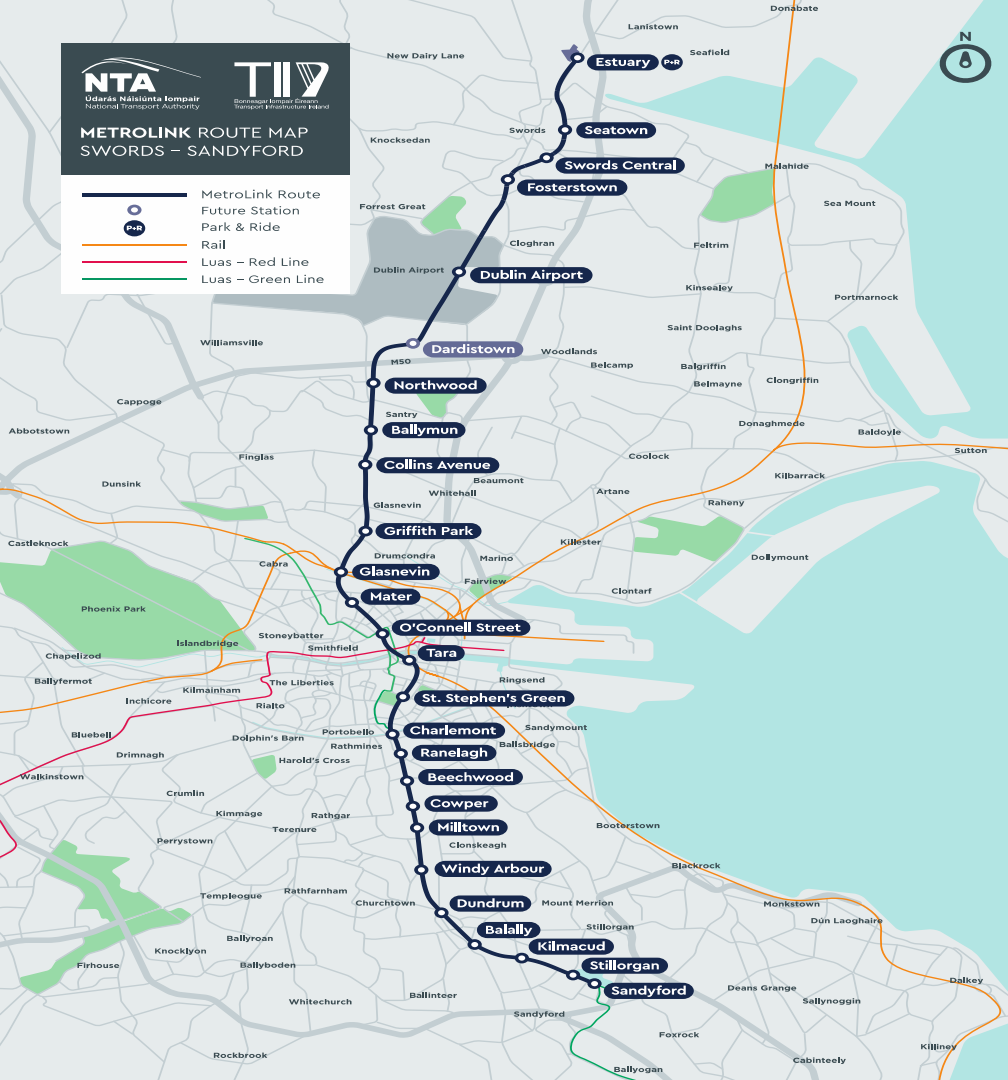 NTA
Údarás Náisiúnta Iompair
National Transport Authority
TII
Bonneagar Iompair Éireann
Transport Infrastructure Ireland
METROLINK ROUTE MAP
SWORDS – SANDYFORD
MetroLink Route
Future Station
P+R Park & Ride
Rail
Luas – Red Line
Luas – Green Line
N
Donabate
Lanistown
New Dairy Lane
Seafield
Estuary P+R
Swords
Seatown
Knocksedan
Swords Central
Malahide
Fosterstown
Forrest Great
Sea Mount
Cloghran
Feltrim
Dublin Airport
Dublin Airport
Kinsealey
Portmarnock
Saint Doolaghs
Williamsville
Dardistown
Woodlands
M50
Belcamp
Balgriffin
Clongriffin
Northwood
Belmayne
Cappoge
Santry
Donaghmede
Abbotstown
Ballymun
Baldoyle
Sutton
Finglas
Coolock
Collins Avenue
Kilbarrack
Dunsink
Beaumont
Whitehall
Artane
Glasnevin
Raheny
Griffith Park
Castleknock
Killester
Drumcondra
Marino
Dollymount
Cabra
Glasnevin
Fairview
Clontarf
Mater
Phoenix Park
O'Connell Street
Stoneybatter
Islandbridge
Smithfield
Chapelizod
Tara
Ballyfermot
The Liberties
Ringsend
Kilmainham
Inchicore
Rialto
St. Stephen's Green
Bluebell
Dolphin's Barn
Portobello
Charlemont
Sandymount
Rathmines
Ballsbridge
Drimnagh
Harold's Cross
Ranelagh
Walkinstown
Beechwood
Crumlin
Cowper
Kimmage
Rathgar
Terenure
Milltown
Booterstown
Perrystown
Clonskeagh
Windy Arbour
Blackrock
Templeogue
Rathfarnham
Churchtown
Dundrum
Mount Merrion
Monkstown
Dún Laoghaire
Balally
Stillorgan
Ballyroan
Kilmacud
Knocklyon
Firhouse
Ballyboden
Stillorgan
Dalkey
Sandyford
Deans Grange
Whitechurch
Ballinteer
Sallynoggin
Sandyford
Foxrock
Killiney
Rockbrook
Cabinteely
Ballyogan